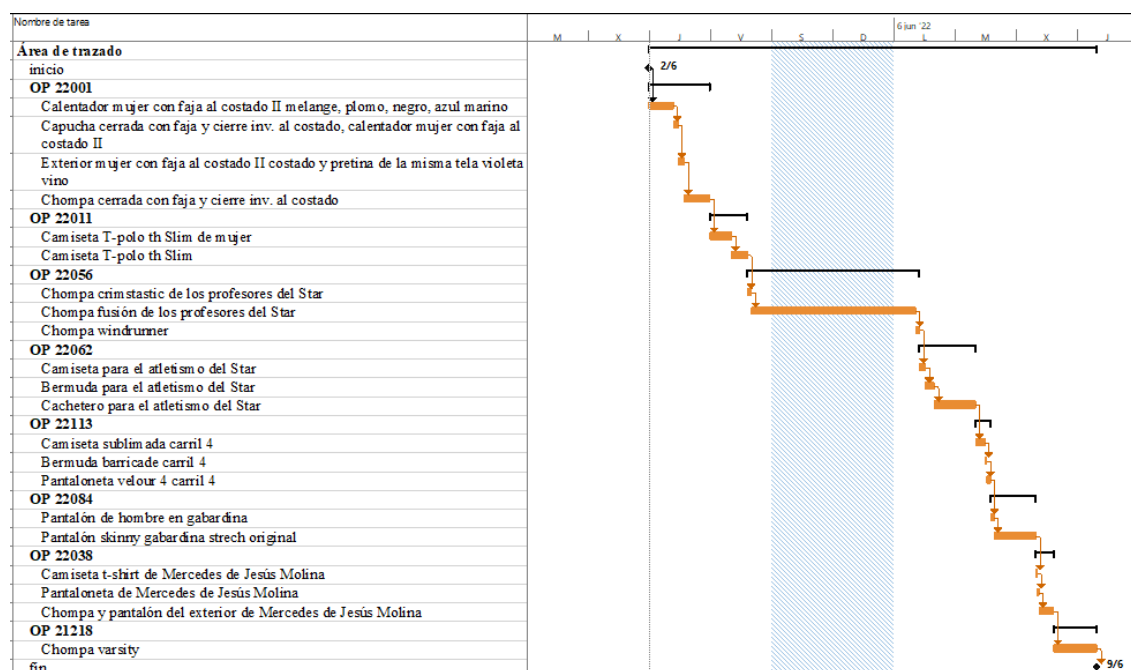 Nombre de tarea
6 jun '22
M X J V S D L M X J
Área de trazado
inicio
2/6
OP 22001
Calentador mujer con faja al costado II melange, plomo, negro, azul marino
Capucha cerrada con faja y cierre inv. al costado, calentador mujer con faja al
costado II
Exterior mujer con faja al costado II costado y pretina de la misma tela violeta
vino
Chompa cerrada con faja y cierre inv. al costado
OP 22011
Camiseta T-polo th Slim de mujer
Camiseta T-polo th Slim
OP 22056
Chompa crimstastic de los profesores del Star
Chompa fusión de los profesores del Star
Chompa windrunner
OP 22062
Camiseta para el atletismo del Star
Bermuda para el atletismo del Star
Cachetero para el atletismo del Star
OP 22113
Camiseta sublimada carril 4
Bermuda barricade carril 4
Pantaloneta velour 4 carril 4
OP 22084
Pantalón de hombre en gabardina
Pantalón skinny gabardina strech original
OP 22038
Camiseta t-shirt de Mercedes de Jesús Molina
Pantaloneta de Mercedes de Jesús Molina
Chompa y pantalón del exterior de Mercedes de Jesús Molina
OP 21218
Chompa varsity
fin
9/6